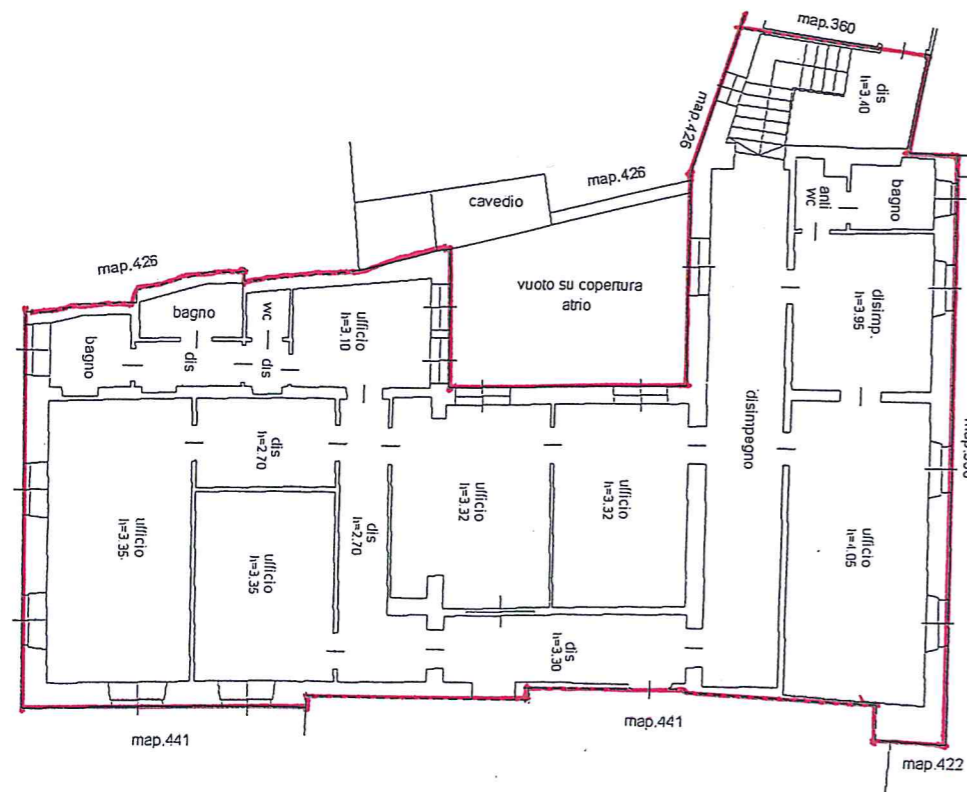 map.360
dis
h=3.40
map.426
map.426
cavedio
anti
wc
bagno
map.426
vuoto su copertura
atrio
bagno
wc
ufficio
h=3.10
disimp.
h=3.95
bagno
dis
dis
disimpegno
dis
h=2.70
ufficio
h=3.32
ufficio
h=3.32
ufficio
h=3.35
ufficio
h=3.35
dis
h=2.70
ufficio
h=4.05
dis
h=3.30
map.441
map.441
map.422